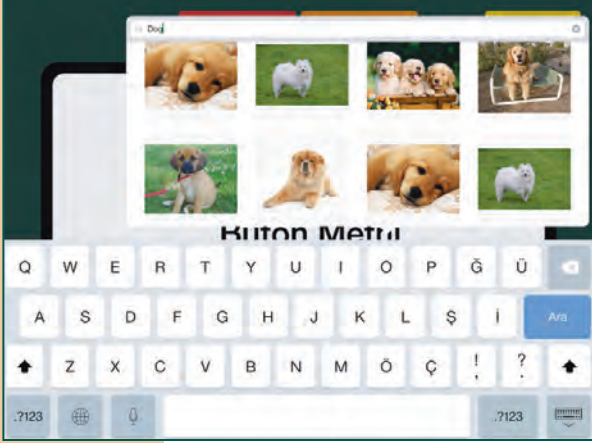 Dog
Buton Metni
Q W E R T Y U I O P Ğ Ü
A S D F G H J K L Ş İ Ara
Z X C V B N M Ö Ç ! , ? .
.?123 .?123